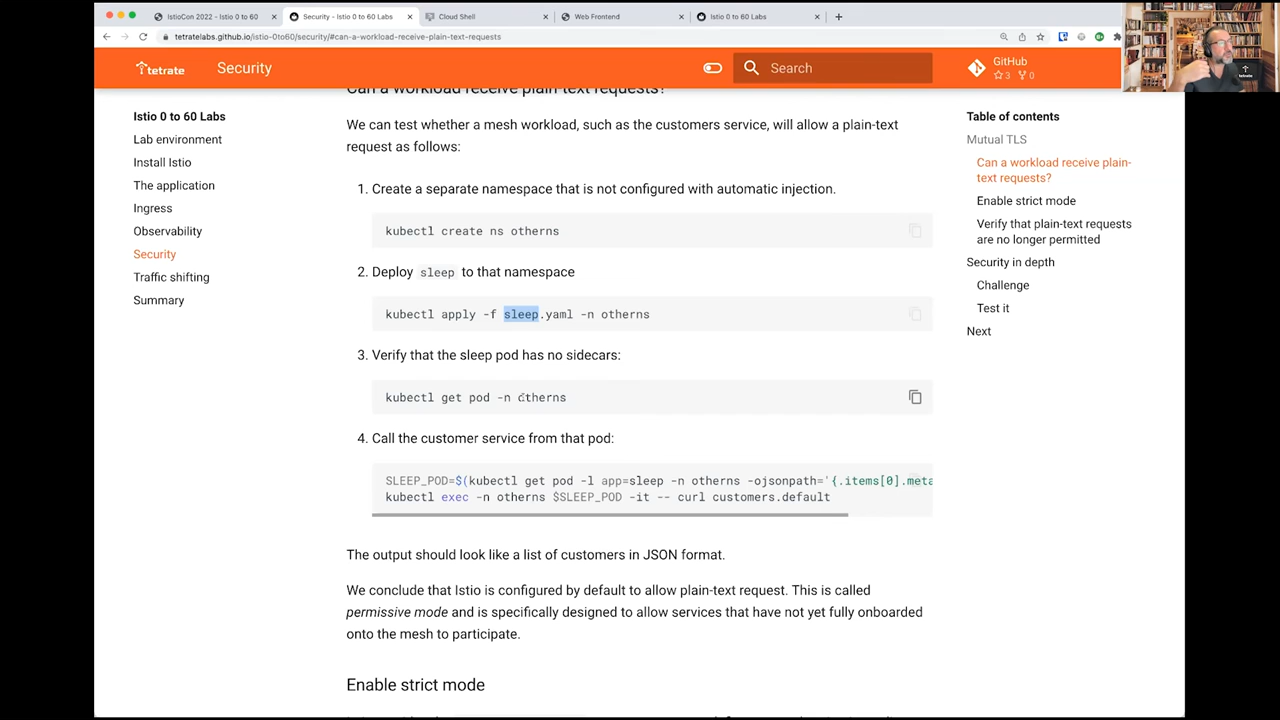 IstioCon 2022 - Istio 0 to 60
Security - Istio 0 to 60 Labs
Cloud Shell
Web Frontend
Istio 0 to 60 Labs
tetratelabs.github.io/istio-0to60/security/#can-a-workload-receive-plain-text-requests
tetrate
Security
Search
GitHub
3 0
tetrate
Istio 0 to 60 Labs
Lab environment
Install Istio
The application
Ingress
Observability
Security
Traffic shifting
Summary
Can a workload receive plain-text requests?
We can test whether a mesh workload, such as the customers service, will allow a plain-text
request as follows:
1. Create a separate namespace that is not configured with automatic injection.
kubectl create ns otherns
2. Deploy sleep to that namespace
kubectl apply -f sleep.yaml -n otherns
3. Verify that the sleep pod has no sidecars:
kubectl get pod -n otherns
4. Call the customer service from that pod:
SLEEP_POD=$(kubectl get pod -l app=sleep -n otherns -ojsonpath='{.items[0].meta
kubectl exec -n otherns $SLEEP_POD -it -- curl customers.default
The output should look like a list of customers in JSON format.
We conclude that Istio is configured by default to allow plain-text request. This is called
permissive mode and is specifically designed to allow services that have not yet fully onboarded
onto the mesh to participate.
Enable strict mode
Table of contents
Mutual TLS
Can a workload receive plain-
text requests?
Enable strict mode
Verify that plain-text requests
are no longer permitted
Security in depth
Challenge
Test it
Next